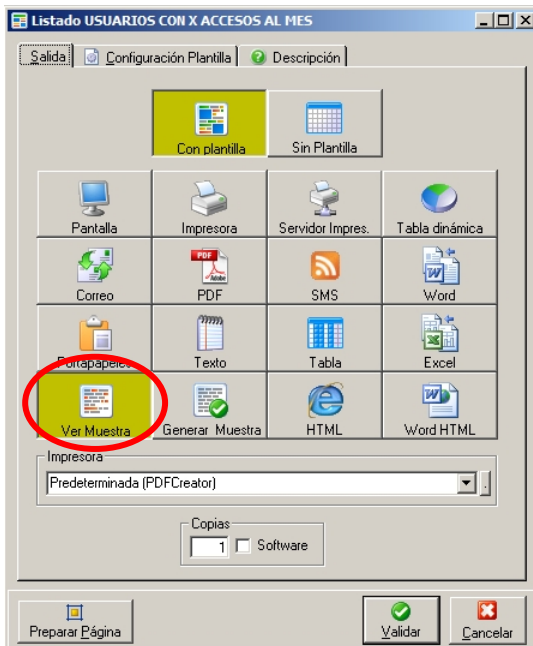 Listado USUARIOS CON X ACCESOS AL MES
Salida Configuración Plantilla Descripción
Con plantilla Sin Plantilla
Pantalla Impresora Servidor Impres. Tabla dinámica
Correo PDF SMS Word
Portapapeles Texto Tabla Excel
Ver Muestra Generar Muestra HTML Word HTML
Impresora
Predeterminada (PDFCreator) .
Copias
1 Software
Preparar Página Validar Cancelar